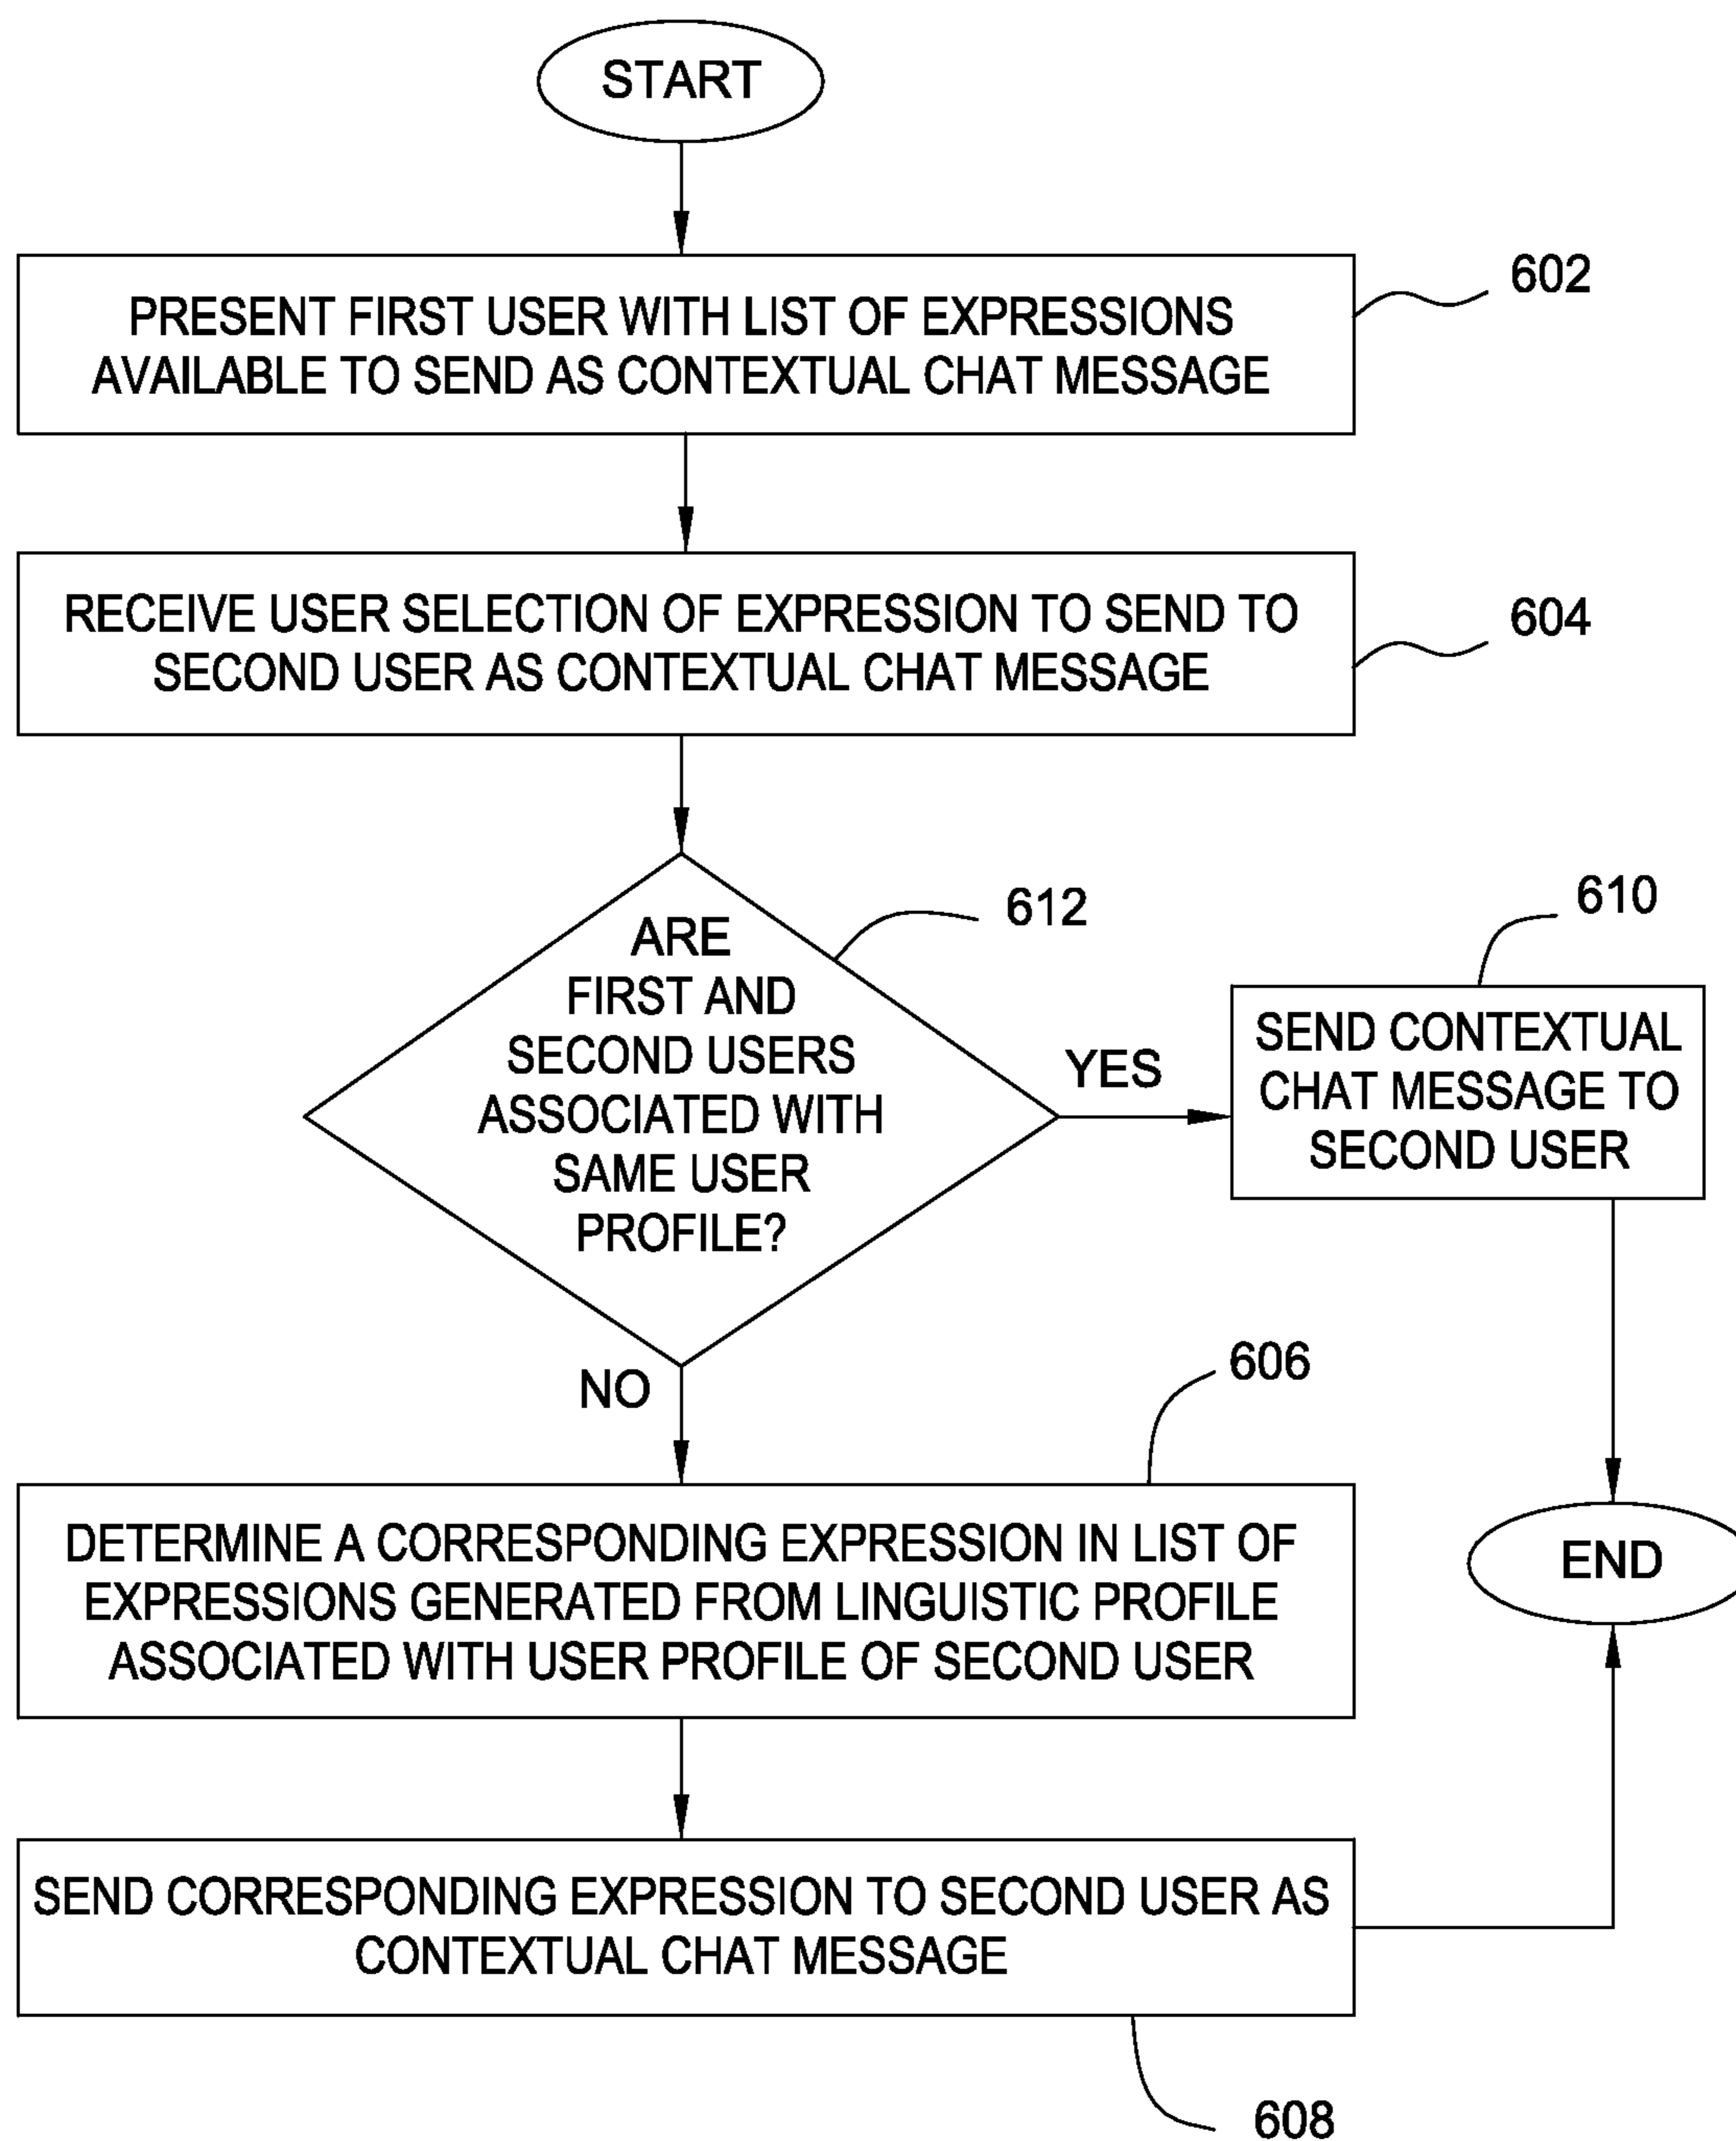 START
602
PRESENT FIRST USER WITH LIST OF EXPRESSIONS
AVAILABLE TO SEND AS CONTEXTUAL CHAT MESSAGE
604
RECEIVE USER SELECTION OF EXPRESSION TO SEND TO
SECOND USER AS CONTEXTUAL CHAT MESSAGE
612
ARE
FIRST AND
SECOND USERS
ASSOCIATED WITH
SAME USER
PROFILE?
YES
610
SEND CONTEXTUAL
CHAT MESSAGE TO
SECOND USER
NO
606
DETERMINE A CORRESPONDING EXPRESSION IN LIST OF
EXPRESSIONS GENERATED FROM LINGUISTIC PROFILE
ASSOCIATED WITH USER PROFILE OF SECOND USER
END
SEND CORRESPONDING EXPRESSION TO SECOND USER AS
CONTEXTUAL CHAT MESSAGE
608